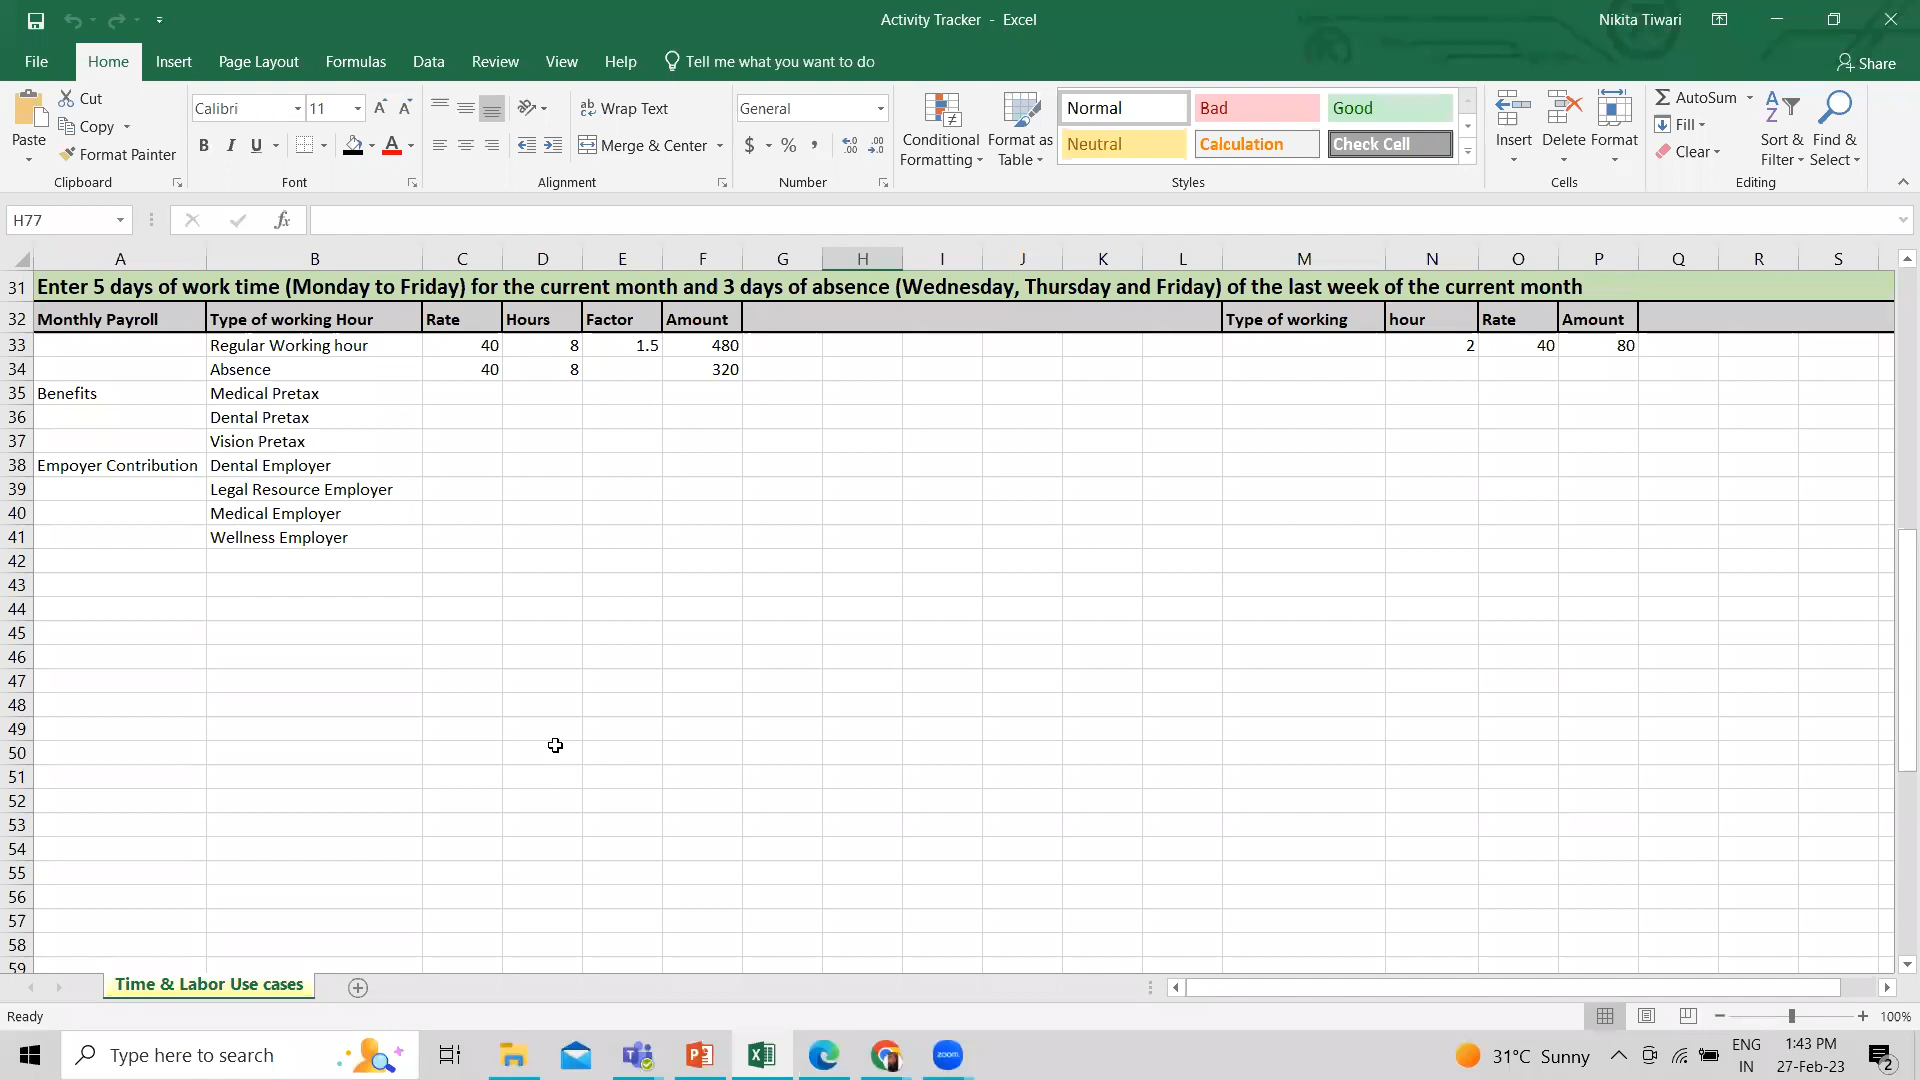 Activity Tracker - Excel
Nikita Tiwari
File Home Insert Page Layout Formulas Data Review View Help Tell me what you want to do Share
Paste Cut Copy Format Painter Clipboard
Calibri 11 B I U A Font
Wrap Text Merge & Center Alignment
General $ % , Number
Conditional Formatting Format as Table Normal Bad Good Neutral Calculation Check Cell Styles
Insert Delete Format Cells
AutoSum Fill Clear Sort & Filter Find & Select Editing
H77 fx
A B C D E F G H I J K L M N O P Q R S
31 Enter 5 days of work time (Monday to Friday) for the current month and 3 days of absence (Wednesday, Thursday and Friday) of the last week of the current month
32 Monthly Payroll Type of working Hour Rate Hours Factor Amount Type of working hour Rate Amount
33 Regular Working hour 40 8 1.5 480 2 40 80
34 Absence 40 8 320
35 Benefits Medical Pretax
36 Dental Pretax
37 Vision Pretax
38 Empoyer Contribution Dental Employer
39 Legal Resource Employer
40 Medical Employer
41 Wellness Employer
42
43
44
45
46
47
48
49
50
51
52
53
54
55
56
57
58
59
Time & Labor Use cases
Ready 100%
Type here to search
zoom
31°C Sunny
ENG
IN
1:43 PM
27-Feb-23
2